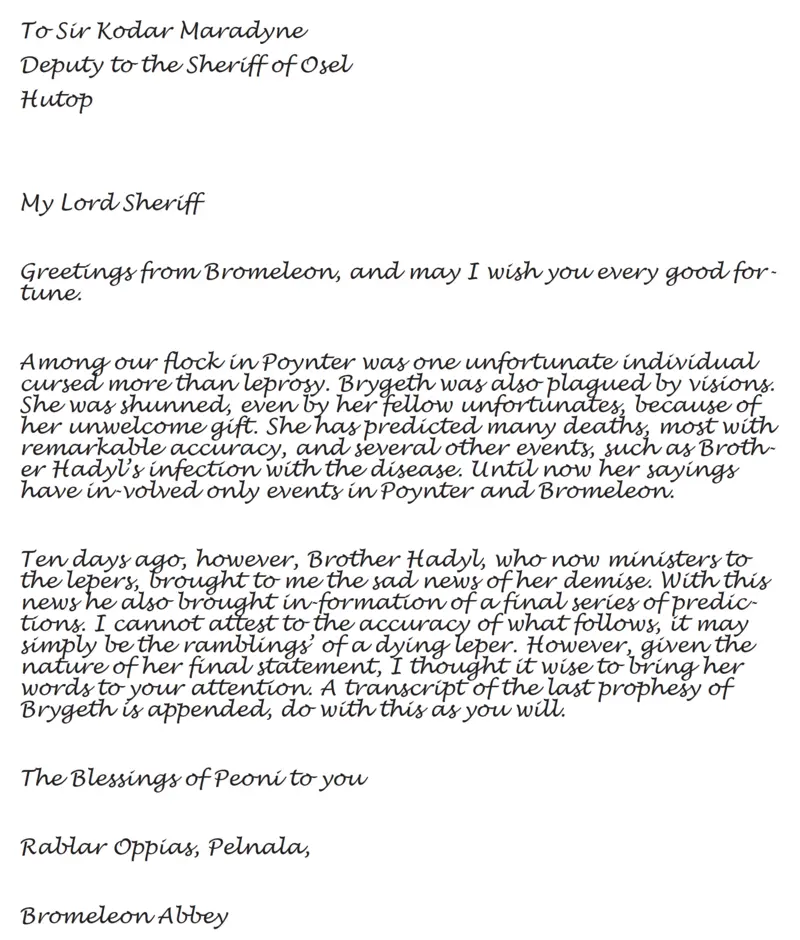 To Sir Kodar Maradyne
Deputy to the Sheriff of Osel
Hutop
My Lord Sheriff
Greetings from Bromeleon, and may I wish you every good for-
tune.
Among our flock in Poynter was one unfortunate individual
cursed more than leprosy. Brygeth was also plagued by visions.
She was shunned, even by her fellow unfortunates, because of
her unwelcome gift. She has predicted many deaths, most with
remarkable accuracy, and several other events, such as Broth-
er Hadyl's infection with the disease. Until now her sayings
have in-volved only events in Poynter and Bromeleon.
Ten days ago, however, Brother Hadyl, who now ministers to
the lepers, brought to me the sad news of her demise. With this
news he also brought in-formation of a final series of predic-
tions. I cannot attest to the accuracy of what follows, it may
simply be the ramblings' of a dying leper. However, given the
nature of her final statement, I thought it wise to bring her
words to your attention. A transcript of the last prophesy of
Brygeth is appended, do with this as you will.
The Blessings of Peoni to you
Rablar Oppias, Pelnala,
Bromeleon Abbey